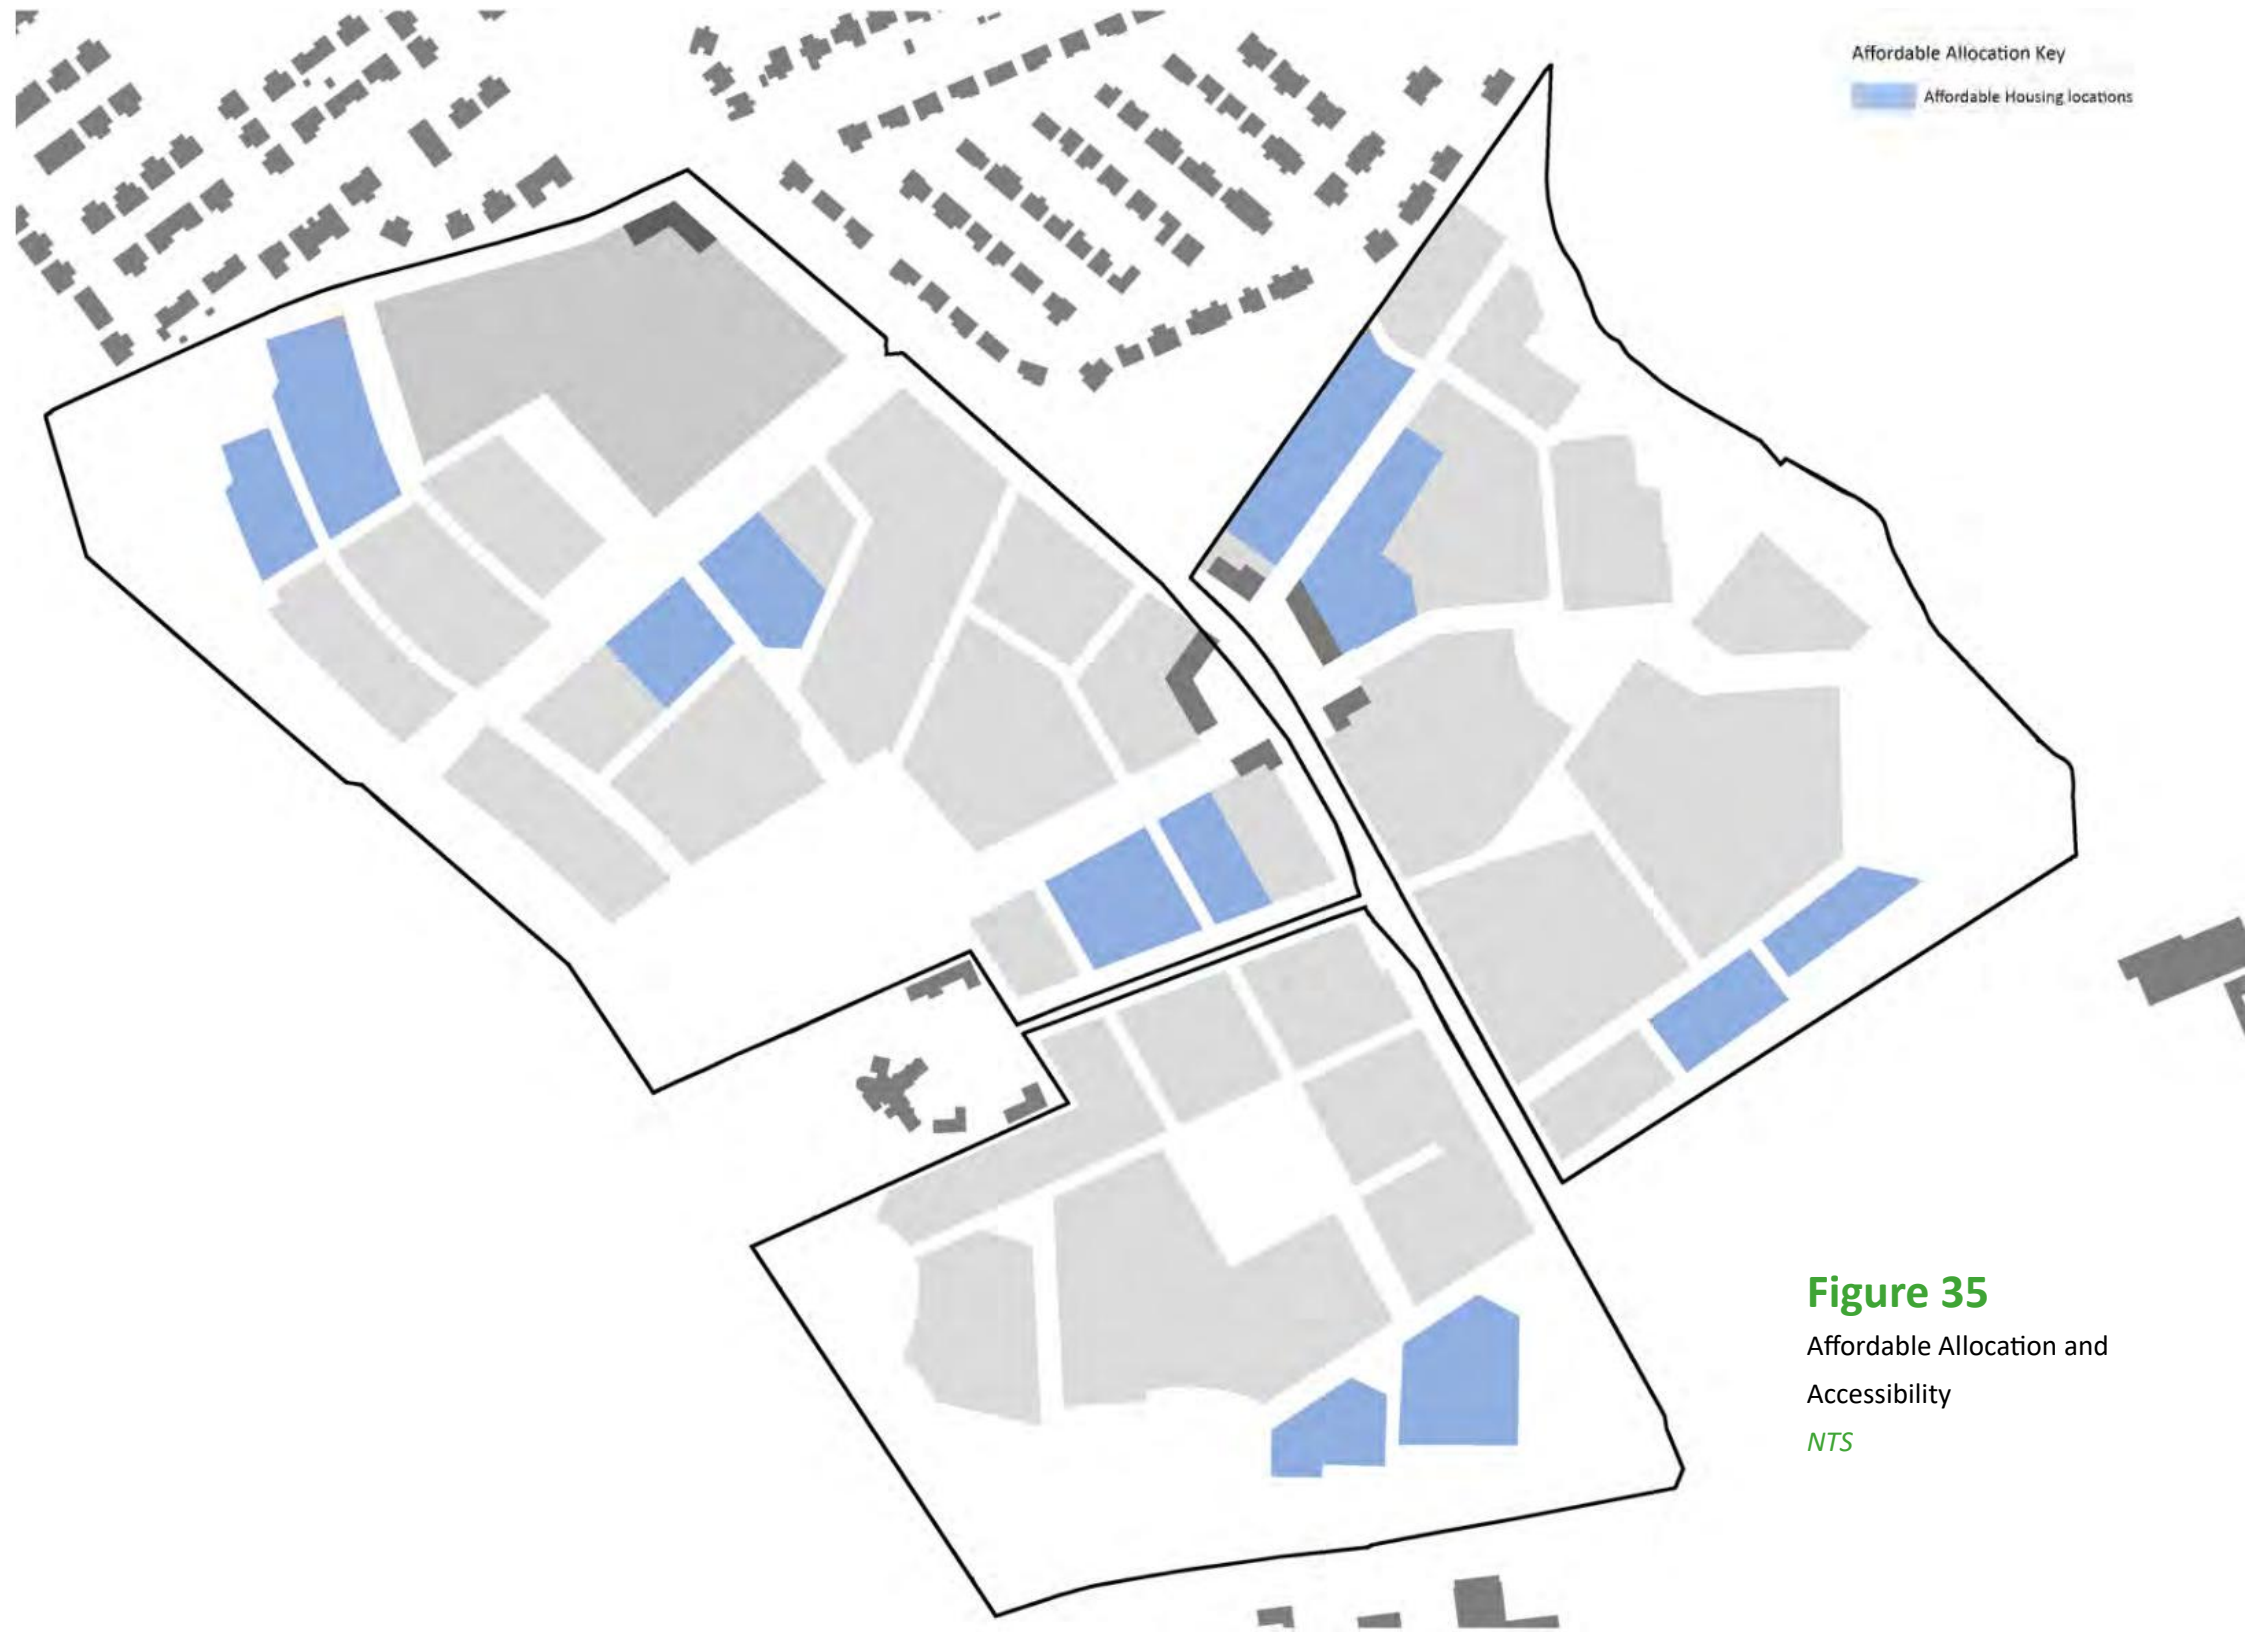 Affordable Allocation Key
Affordable Housing locations
Figure 35
Affordable Allocation and
Accessibility
NTS